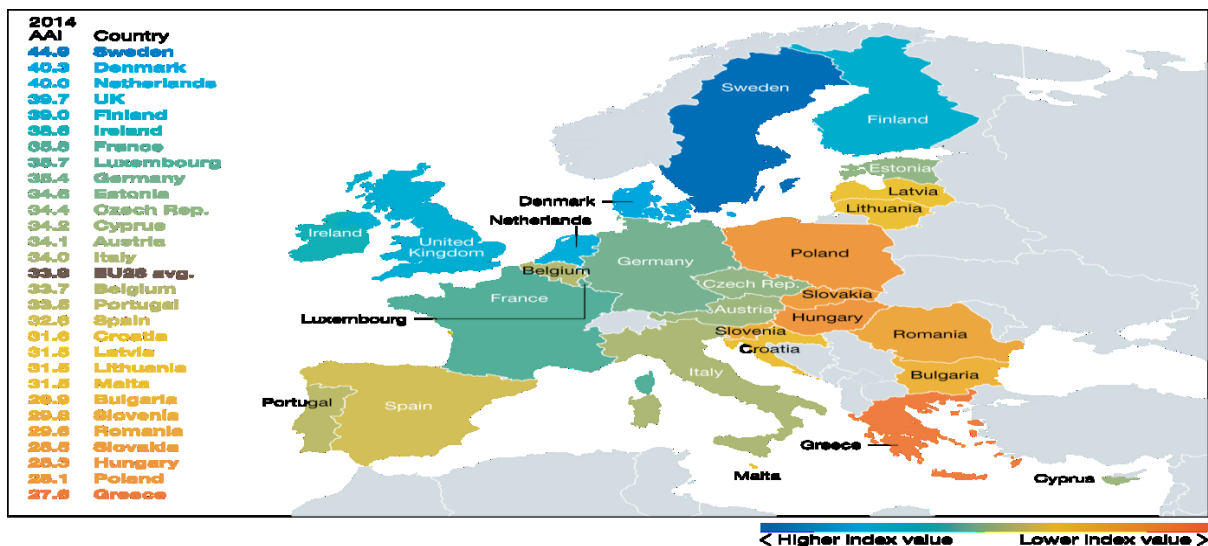 2014
AAI Country
44.9 Sweden
40.3 Denmark
40.0 Netherlands
39.7 UK
39.0 Finland
38.6 Ireland
35.8 France
35.7 Luxembourg
35.4 Germany
34.6 Estonia
34.4 Czech Rep.
34.2 Cyprus
34.1 Austria
34.0 Italy
33.9 EU28 avg.
33.7 Belgium
33.5 Portugal
32.6 Spain
31.6 Croatia
31.5 Latvia
31.5 Lithuania
31.5 Malta
29.9 Bulgaria
29.8 Slovenia
29.6 Romania
28.5 Slovakia
28.3 Hungary
28.1 Poland
27.6 Greece
Sweden
Finland
Estonia
Latvia
Lithuania
Denmark
Netherlands
Ireland
United
Kingdom
Belgium
Germany
Poland
France
Czech Rep.
Slovakia
Luxembourg
Austria
Hungary
Slovenia
Croatia
Romania
Italy
Bulgaria
Portugal
Spain
Greece
Malta
Cyprus
< Higher index value
Lower index value >